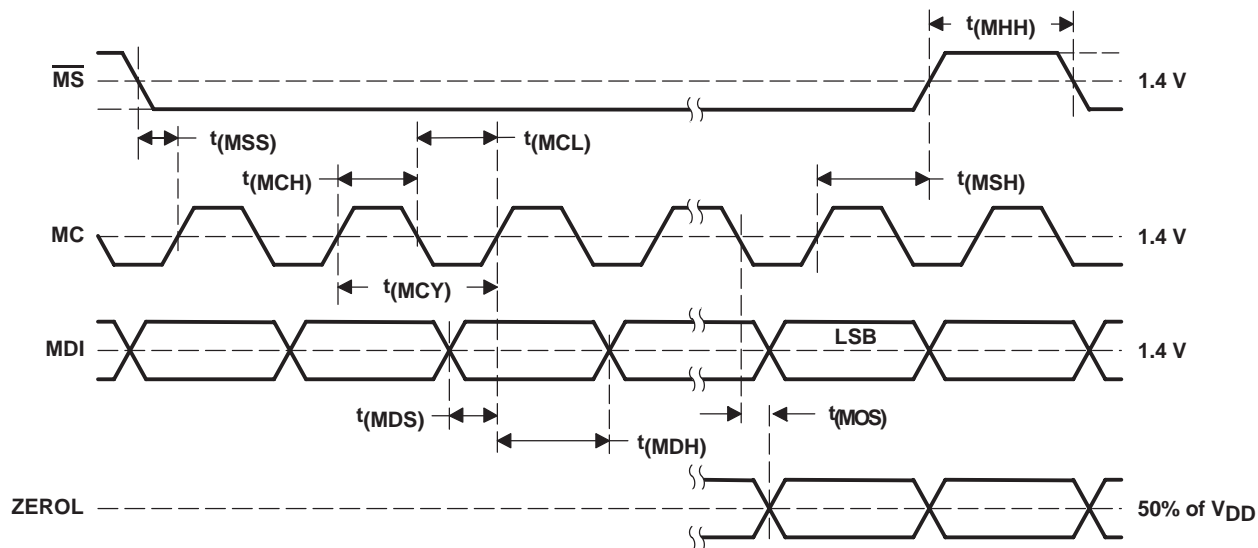 t(MHH)
MS
1.4 V
t(MSS)
t(MCL)
t(MCH)
t(MSH)
MC
1.4 V
t(MCY)
MDI
LSB
1.4 V
t(MDS)
t(MOS)
t(MDH)
ZEROL
50% of VDD